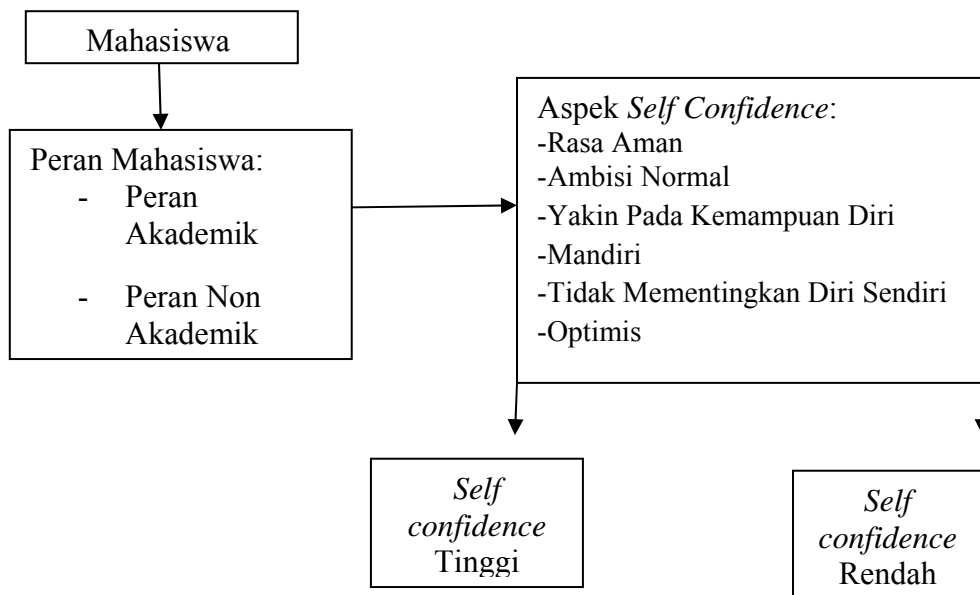 Mahasiswa
Peran Mahasiswa:
- Peran
Akademik
- Peran Non
Akademik
Aspek Self Confidence:
-Rasa Aman
-Ambisi Normal
-Yakin Pada Kemampuan Diri
-Mandiri
-Tidak Mementingkan Diri Sendiri
-Optimis
Self
confidence
Tinggi
Self
confidence
Rendah